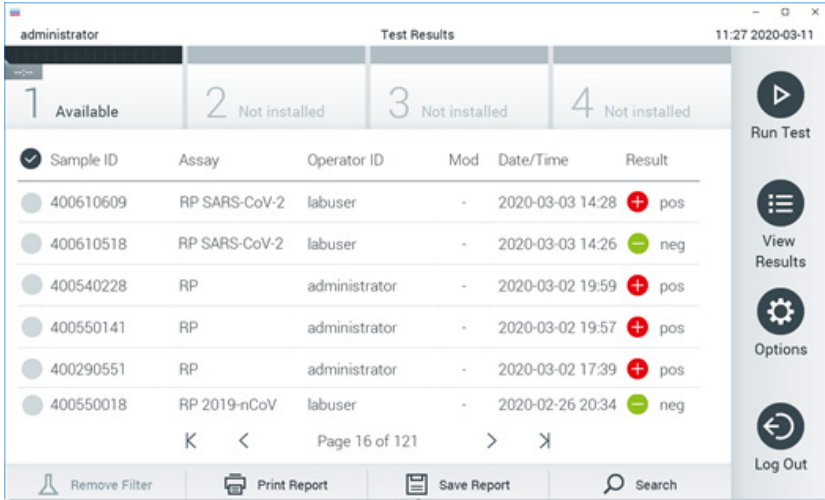 administrator Test Results 11:27 2020-03-11
--:--
1 Available 2 Not installed 3 Not installed 4 Not installed
Run Test
Sample ID Assay Operator ID Mod Date/Time Result
400610609 RP SARS-CoV-2 labuser - 2020-03-03 14:28 pos
400610518 RP SARS-CoV-2 labuser - 2020-03-03 14:26 neg
View
Results
400540228 RP administrator - 2020-03-02 19:59 pos
400550141 RP administrator - 2020-03-02 19:57 pos
Options
400290551 RP administrator - 2020-03-02 17:39 pos
400550018 RP 2019-nCoV labuser - 2020-02-26 20:34 neg
Page 16 of 121
Log Out
Remove Filter Print Report Save Report Search